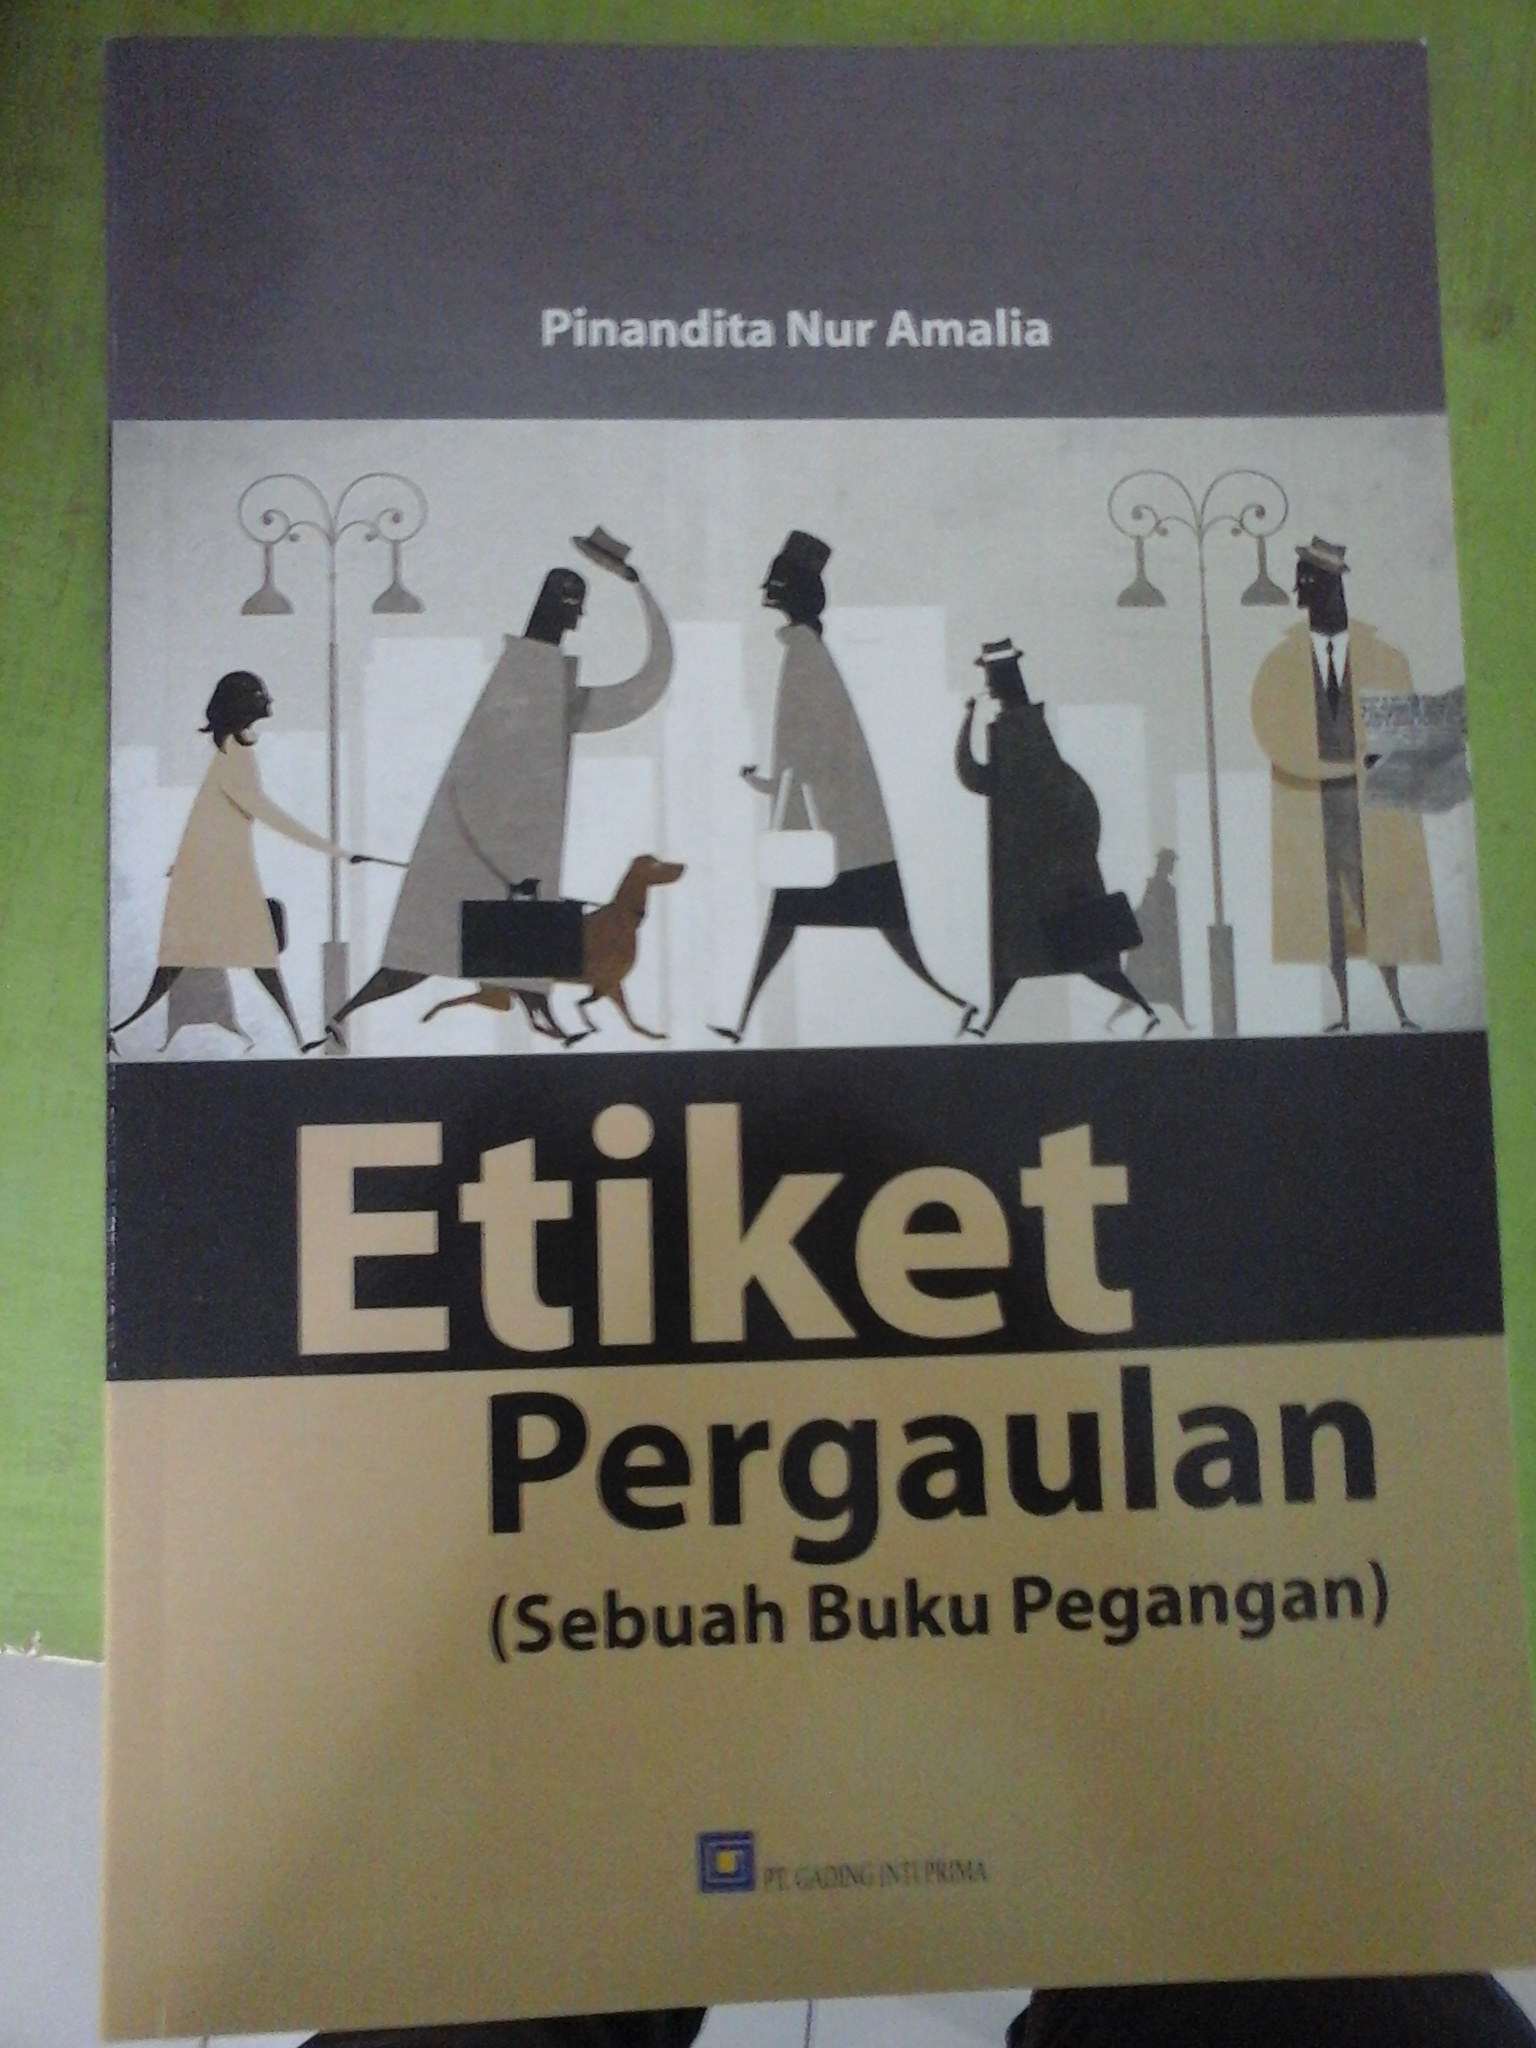 Pinandita Nur Amalia
Etiket
Pergaulan
(Sebuah Buku Pegangan)
PT. GADING INTI PRIMA